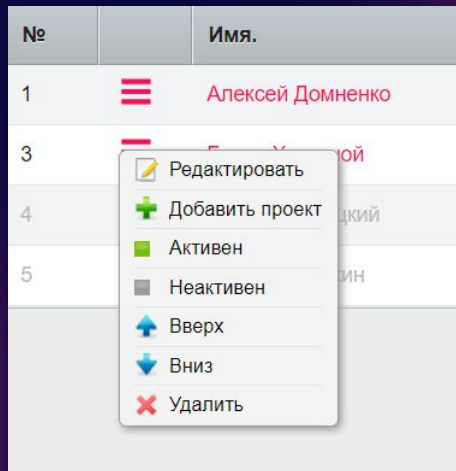 № Имя.
1 Алексей Домненко
3
Редактировать
Добавить проект
4
Активен
5
Неактивен
Вверх
Вниз
Удалить